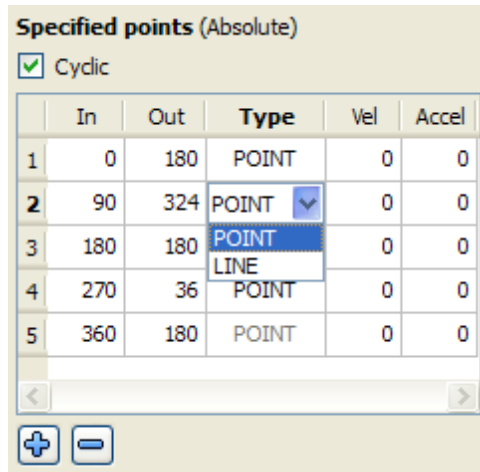 Specified points (Absolute)
Cyclic
In Out Type Vel Accel
1 0 180 POINT 0 0
2 90 324 POINT 0 0
3 180 180 POINT 0 0
LINE
4 270 36 POINT 0 0
5 360 180 POINT 0 0